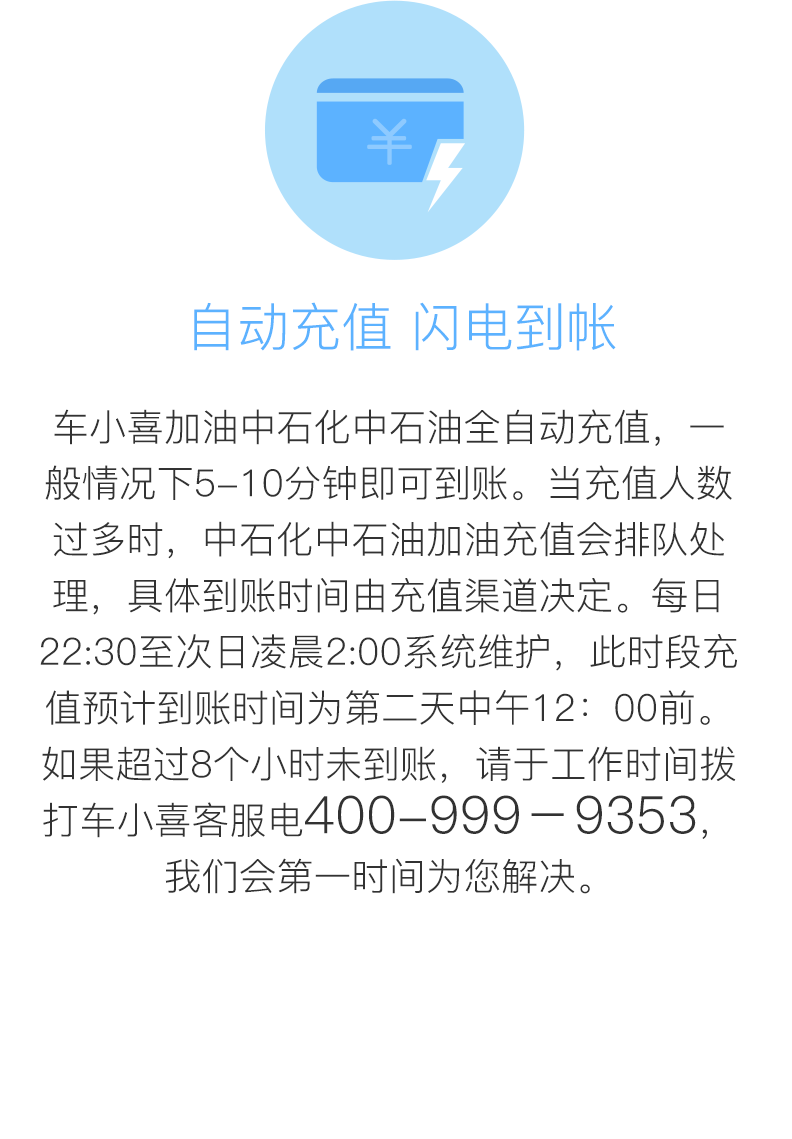 自动充值 闪电到帐
车小喜加油中石化中石油全自动充值，一
般情况下5-10分钟即可到账。当充值人数
过多时，中石化中石油加油充值会排队处
理，具体到账时间由充值渠道决定。每日
22:30至次日凌晨2:00系统维护，此时段充
值预计到账时间为第二天中午12：00前。
如果超过8个小时未到账，请于工作时间拨
打车小喜客服电400-999－9353，
我们会第一时间为您解决。